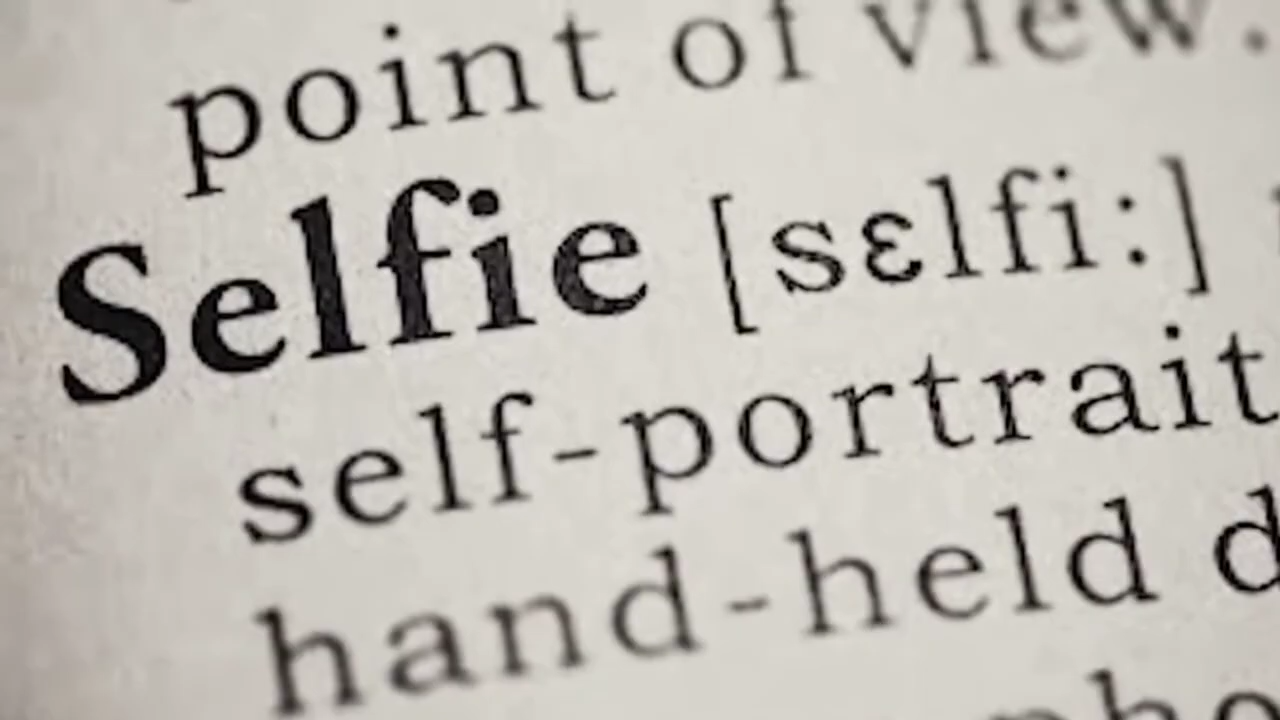 point of view.
Selfie [sɛlfi:]
self-portrait
hand-held